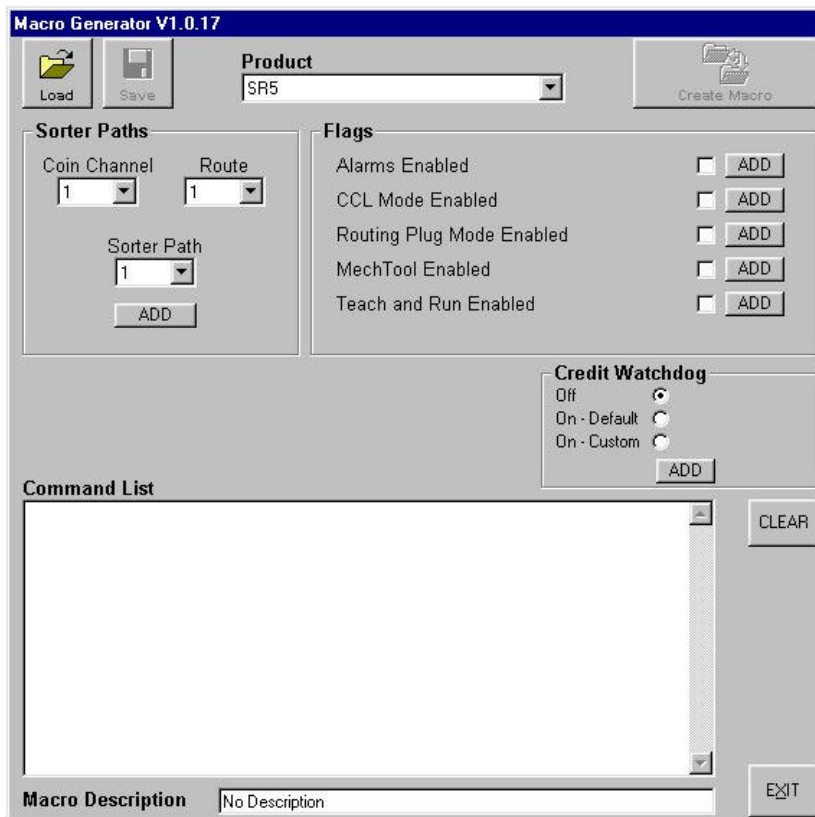 Macro Generator V1.0.17
Load
Save
Product
SR5
Create Macro
Sorter Paths
Coin Channel
Route
1
1
Sorter Path
1
ADD
Flags
Alarms Enabled
ADD
CCL Mode Enabled
ADD
Routing Plug Mode Enabled
ADD
MechTool Enabled
ADD
Teach and Run Enabled
ADD
Credit Watchdog
Off
On - Default
On - Custom
ADD
Command List
CLEAR
Macro Description
No Description
EXIT